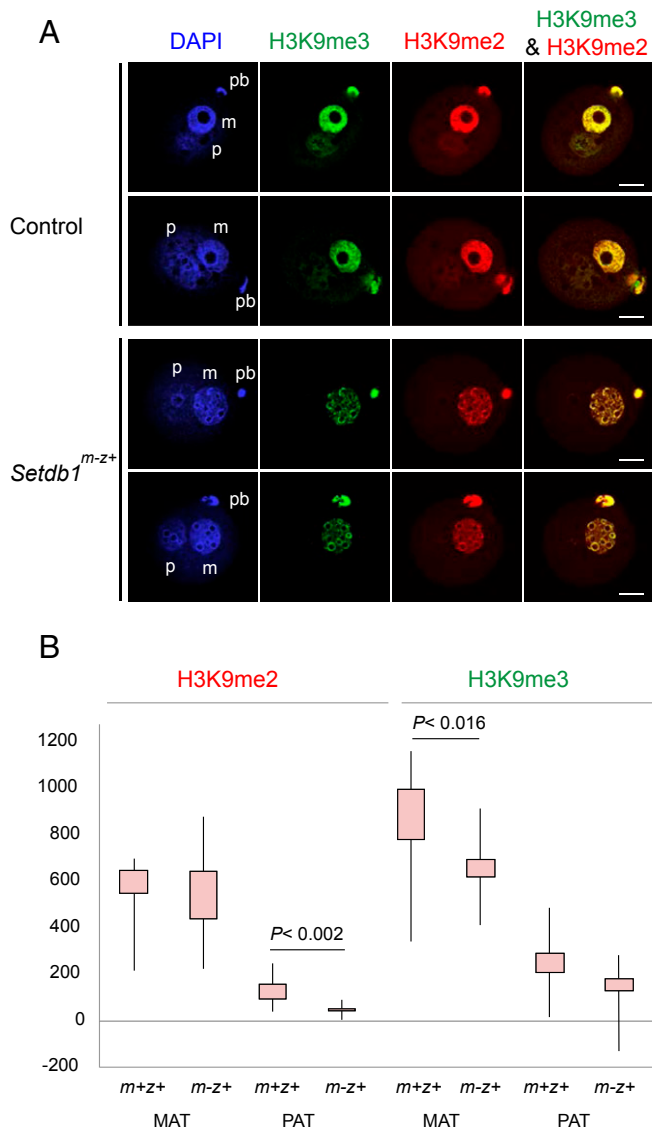 A
DAPI H3K9me3 H3K9me2 H3K9me3
& H3K9me2
pb
m
p
Control
p m
pb
p m pb
Setdb1 m-z+
pb
p m
B
H3K9me2 H3K9me3
1200
1000
800
600
400
200
0
-200
P< 0.016
P< 0.002
m+z+ m-z+ m+z+ m-z+ m+z+ m-z+ m+z+ m-z+
MAT PAT MAT PAT